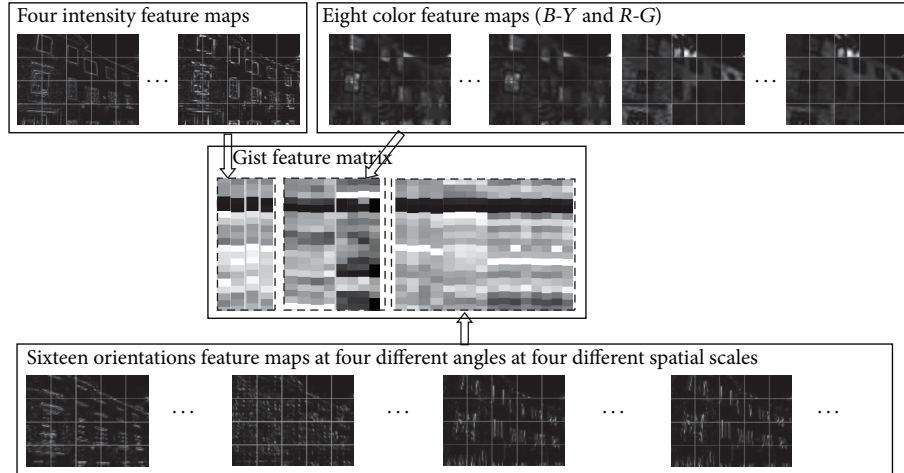 Four intensity feature maps
Eight color feature maps (B-Y and R-G)
... 
...
...
Gist feature matrix
Sixteen orientations feature maps at four different angles at four different spatial scales
...
...
...
...